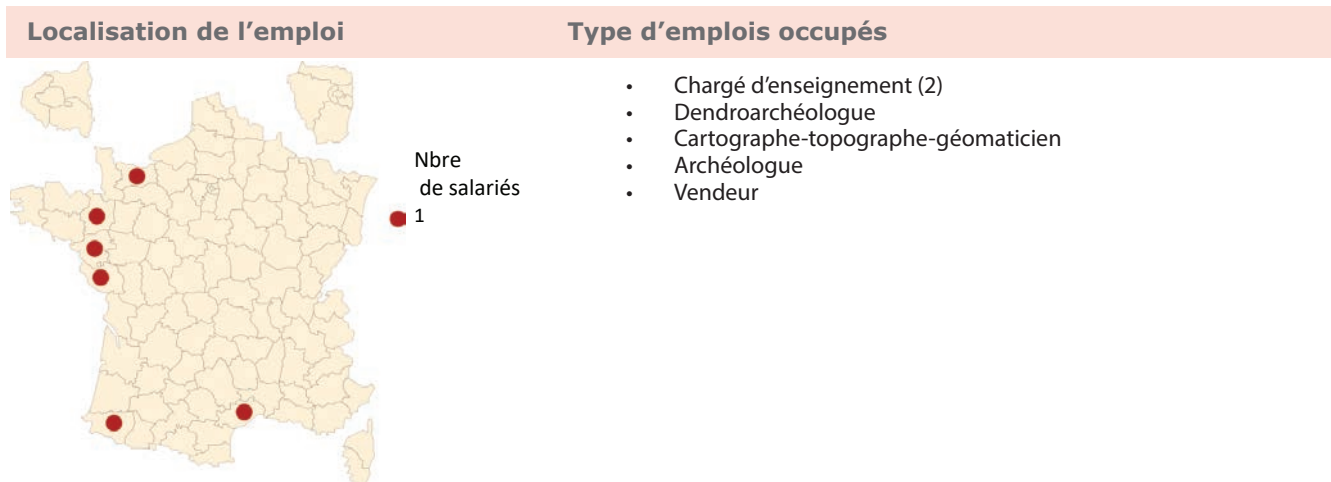 Localisation de l’emploi
Type d’emplois occupés
Nbre
de salariés
1
• Chargé d’enseignement (2)
• Dendroarchéologue
• Cartographe-topographe-géomaticien
• Archéologue
• Vendeur